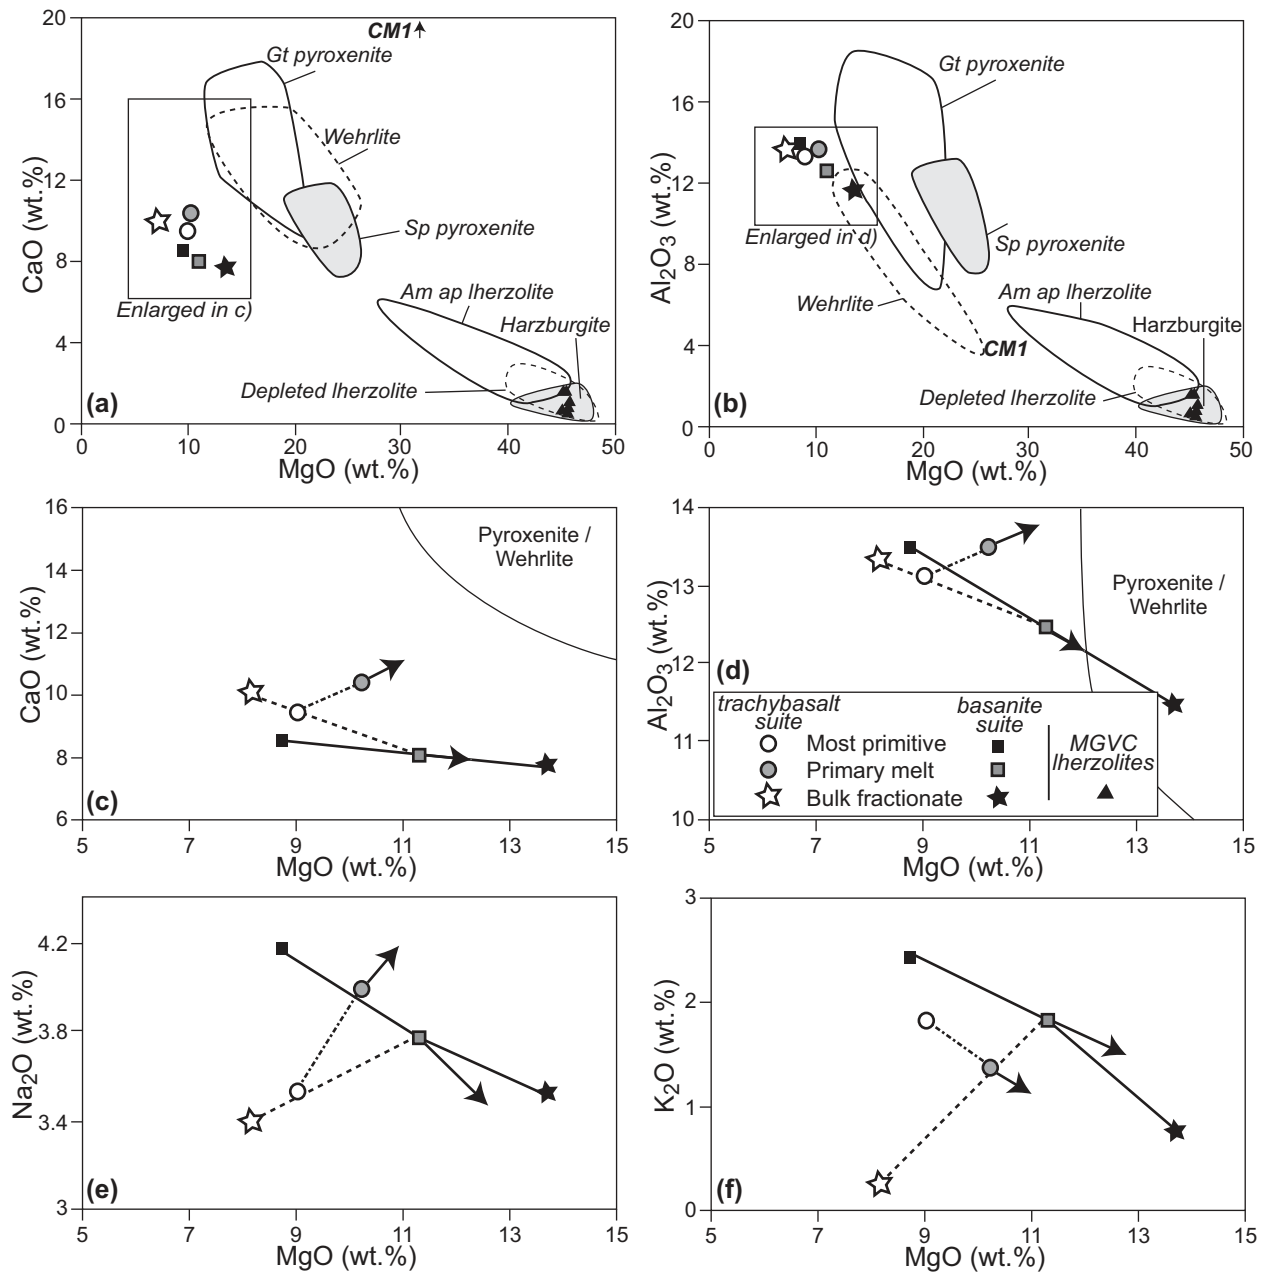 CM1
Gt pyroxenite
Wehrlite
Sp pyroxenite
Enlarged in c)
Am ap lherzolite
Harzburgite
Depleted lherzolite
(a)
CaO (wt.%)
20
16
12
8
4
0
0 10 20 30 40 50
MgO (wt.%)
Gt pyroxenite
Sp pyroxenite
Enlarged in d)
Wehrlite
Am ap lherzolite
Harzburgite
CM1
Depleted lherzolite
(b)
Al2O3 (wt.%)
20
16
12
8
4
0
0 10 20 30 40 50
MgO (wt.%)
Pyroxenite /
Wehrlite
(c)
CaO (wt.%)
16
14
12
10
8
6
5 7 9 11 13 15
MgO (wt.%)
Pyroxenite /
Wehrlite
(d)
Al2O3 (wt.%)
14
13
12
11
10
trachybasalt
suite
basanite
suite
MGVC
lherzolites
Most primitive
Primary melt
Bulk fractionate
5 7 9 11 13 15
MgO (wt.%)
(e)
Na2O (wt.%)
4.2
3.8
3.4
3
5 7 9 11 13 15
MgO (wt.%)
(f)
K2O (wt.%)
3
2
1
0
5 7 9 11 13 15
MgO (wt.%)